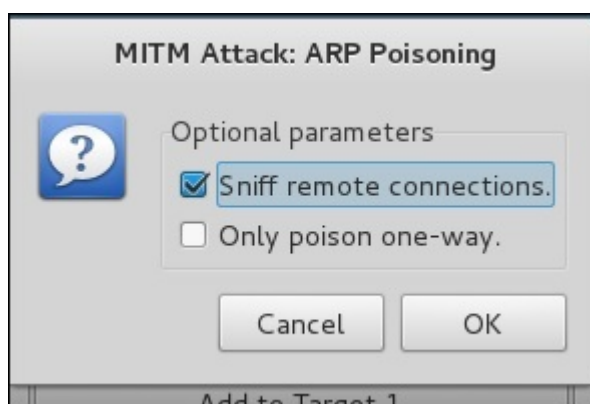 MITM Attack: ARP Poisoning
Optional parameters
Sniff remote connections.
Only poison one-way.
Cancel OK
Add to Target 1